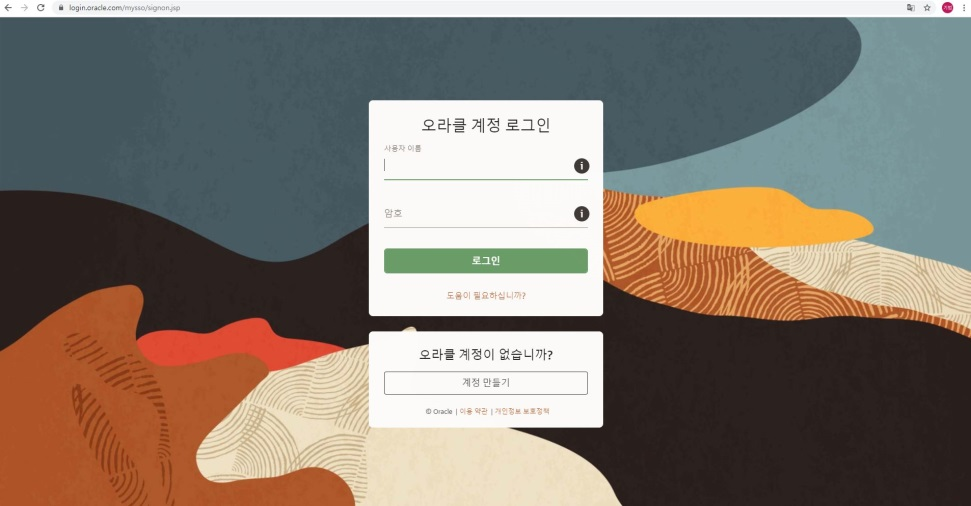 login.oracle.com/mysso/signon.jsp
오라클 계정 로그인
사용자 이름
암호
로그인
도움이 필요하십니까?
오라클 계정이 없습니까?
계정 만들기
© Oracle | 이용 약관 | 개인정보 보호정책